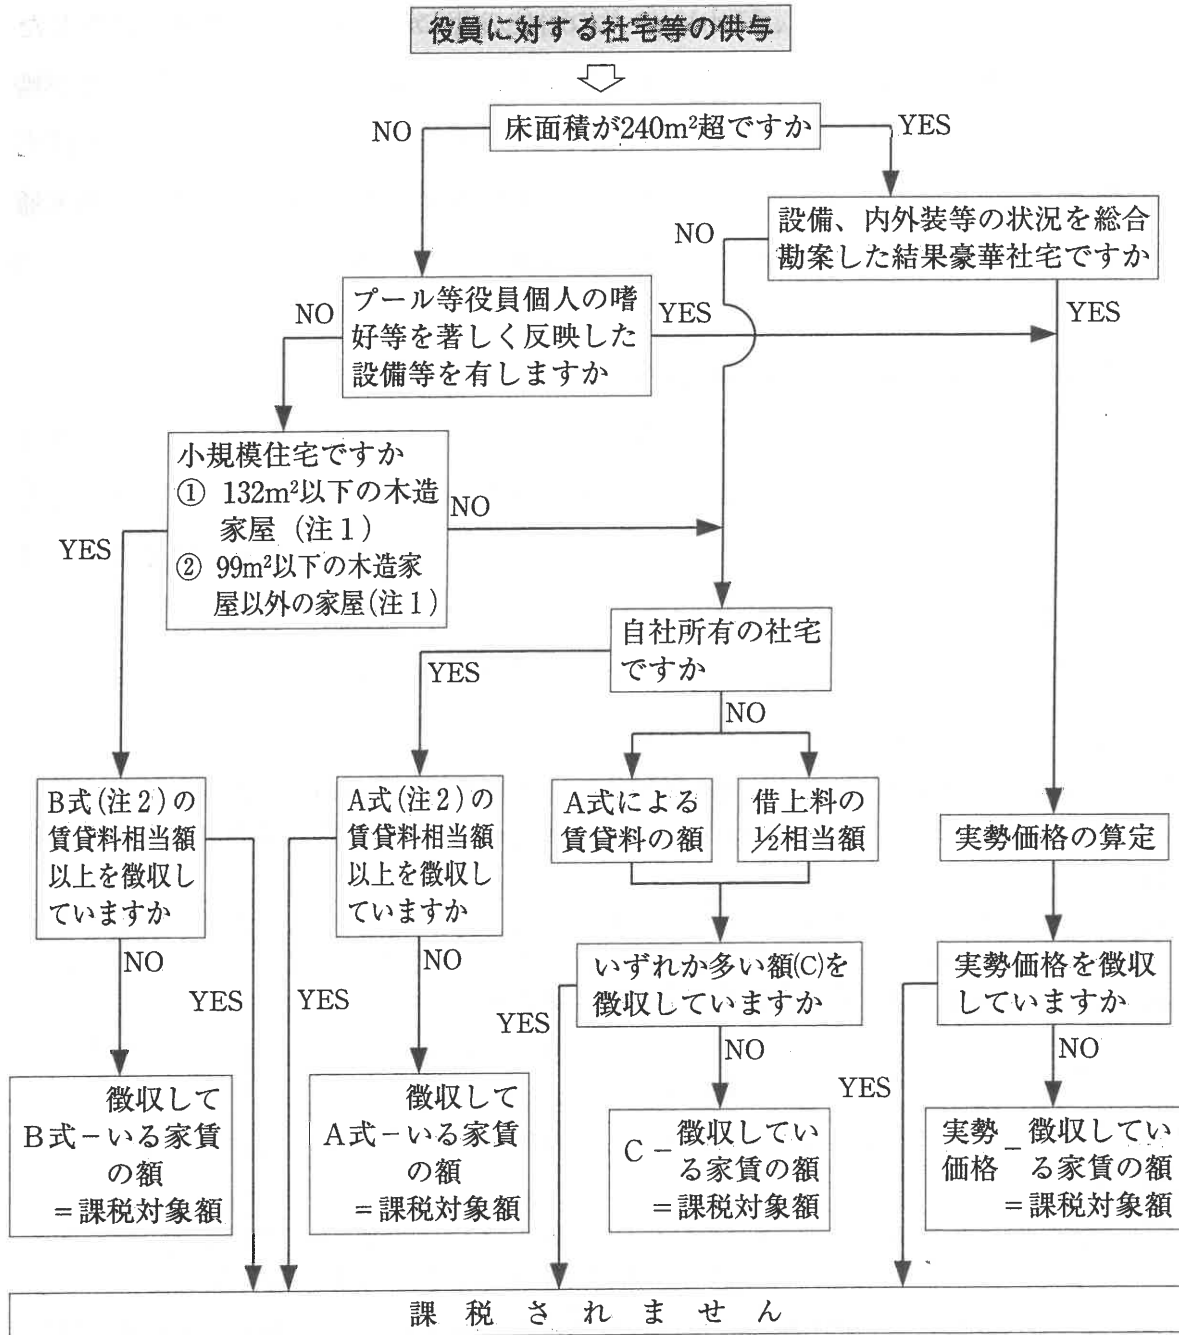 役員に対する社宅等の供与
床面積が240m²超ですか
NO
YES
設備、内外装等の状況を総合
勘案した結果豪華社宅ですか
NO
YES
プール等役員個人の嗜
好等を著しく反映した
設備等を有しますか
NO
YES
小規模住宅ですか
① 132m²以下の木造
家屋(注1)
② 99m²以下の木造家
屋以外の家屋(注1)
YES
NO
自社所有の社宅
ですか
YES
NO
B式(注2)の
賃貸料相当額
以上を徴収し
ていますか
A式(注2)の
賃貸料相当額
以上を徴収し
ていますか
A式による
賃貸料の額
借上料の
½相当額
実勢価格の算定
NO
YES
NO
YES
いずれか多い額(C)を
徴収していますか
YES
NO
実勢価格を徴収
していますか
YES
NO
徴収して
B式－いる家賃
の額
＝課税対象額
徴収して
A式－いる家賃
の額
＝課税対象額
C－徴収してい
る家賃の額
＝課税対象額
実勢価格－徴収してい
る家賃の額
＝課税対象額
課税されません